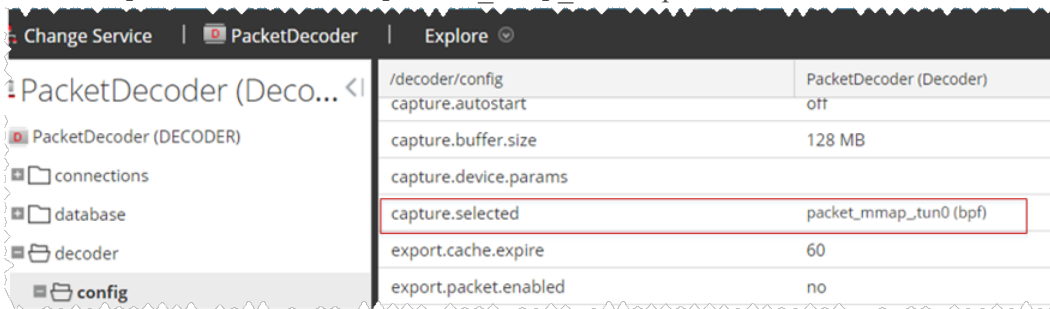 Change Service | PacketDecoder | Explore
PacketDecoder (Deco...
PacketDecoder (DECODER)
connections
database
decoder
config
/decoder/config PacketDecoder (Decoder)
capture.autostart off
capture.buffer.size 128 MB
capture.device.params
capture.selected packet_mmap_,tun0 (bpf)
export.cache.expire 60
export.packet.enabled no